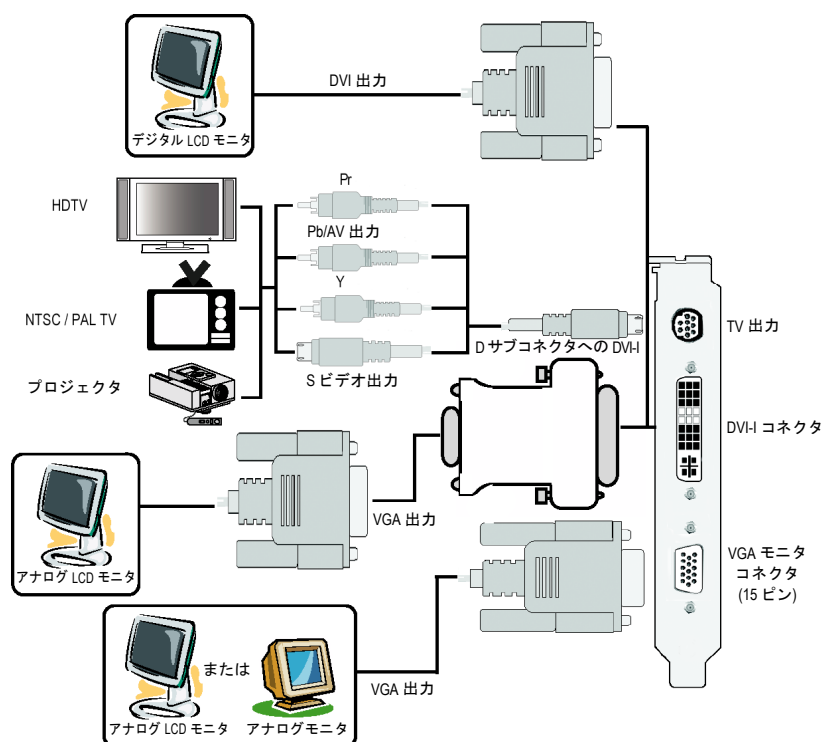 DVI 出力
デジタル LCD モニタ
HDTV
Pr
Pb/AV 出力
Y
NTSC / PAL TV
TV 出力
D サブコネクタへの DVI-I
S ビデオ出力
プロジェクタ
DVI-I コネクタ
VGA 出力
アナログ LCD モニタ
VGA モニタ
コネクタ
(15 ピン)
または
VGA 出力
アナログ LCD モニタ
アナログモニタ